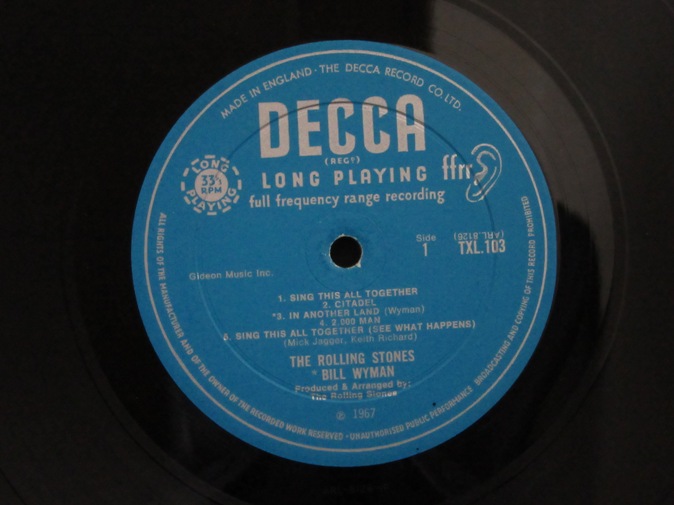 MADE IN ENGLAND · THE DECCA RECORD CO. LTD.
DECCA
(REGD)
LONG PLAYING ffrr
full frequency range recording
LONG
33⅓
RPM
PLAYING
(ARL.8126)
Side
1 TXL.103
Gideon Music Inc.
1. SING THIS ALL TOGETHER
2. CITADEL
*3. IN ANOTHER LAND (Wyman)
4. 2,000 MAN
5. SING THIS ALL TOGETHER (SEE WHAT HAPPENS)
(Mick Jagger, Keith Richard)
THE ROLLING STONES
* BILL WYMAN
Produced & Arranged by:
The Rolling Stones
℗ 1967
ALL RIGHTS OF THE MANUFACTURER AND OF THE OWNER OF THE RECORDED WORK RESERVED · UNAUTHORISED PUBLIC PERFORMANCE BROADCASTING AND COPYING OF THIS RECORD PROHIBITED